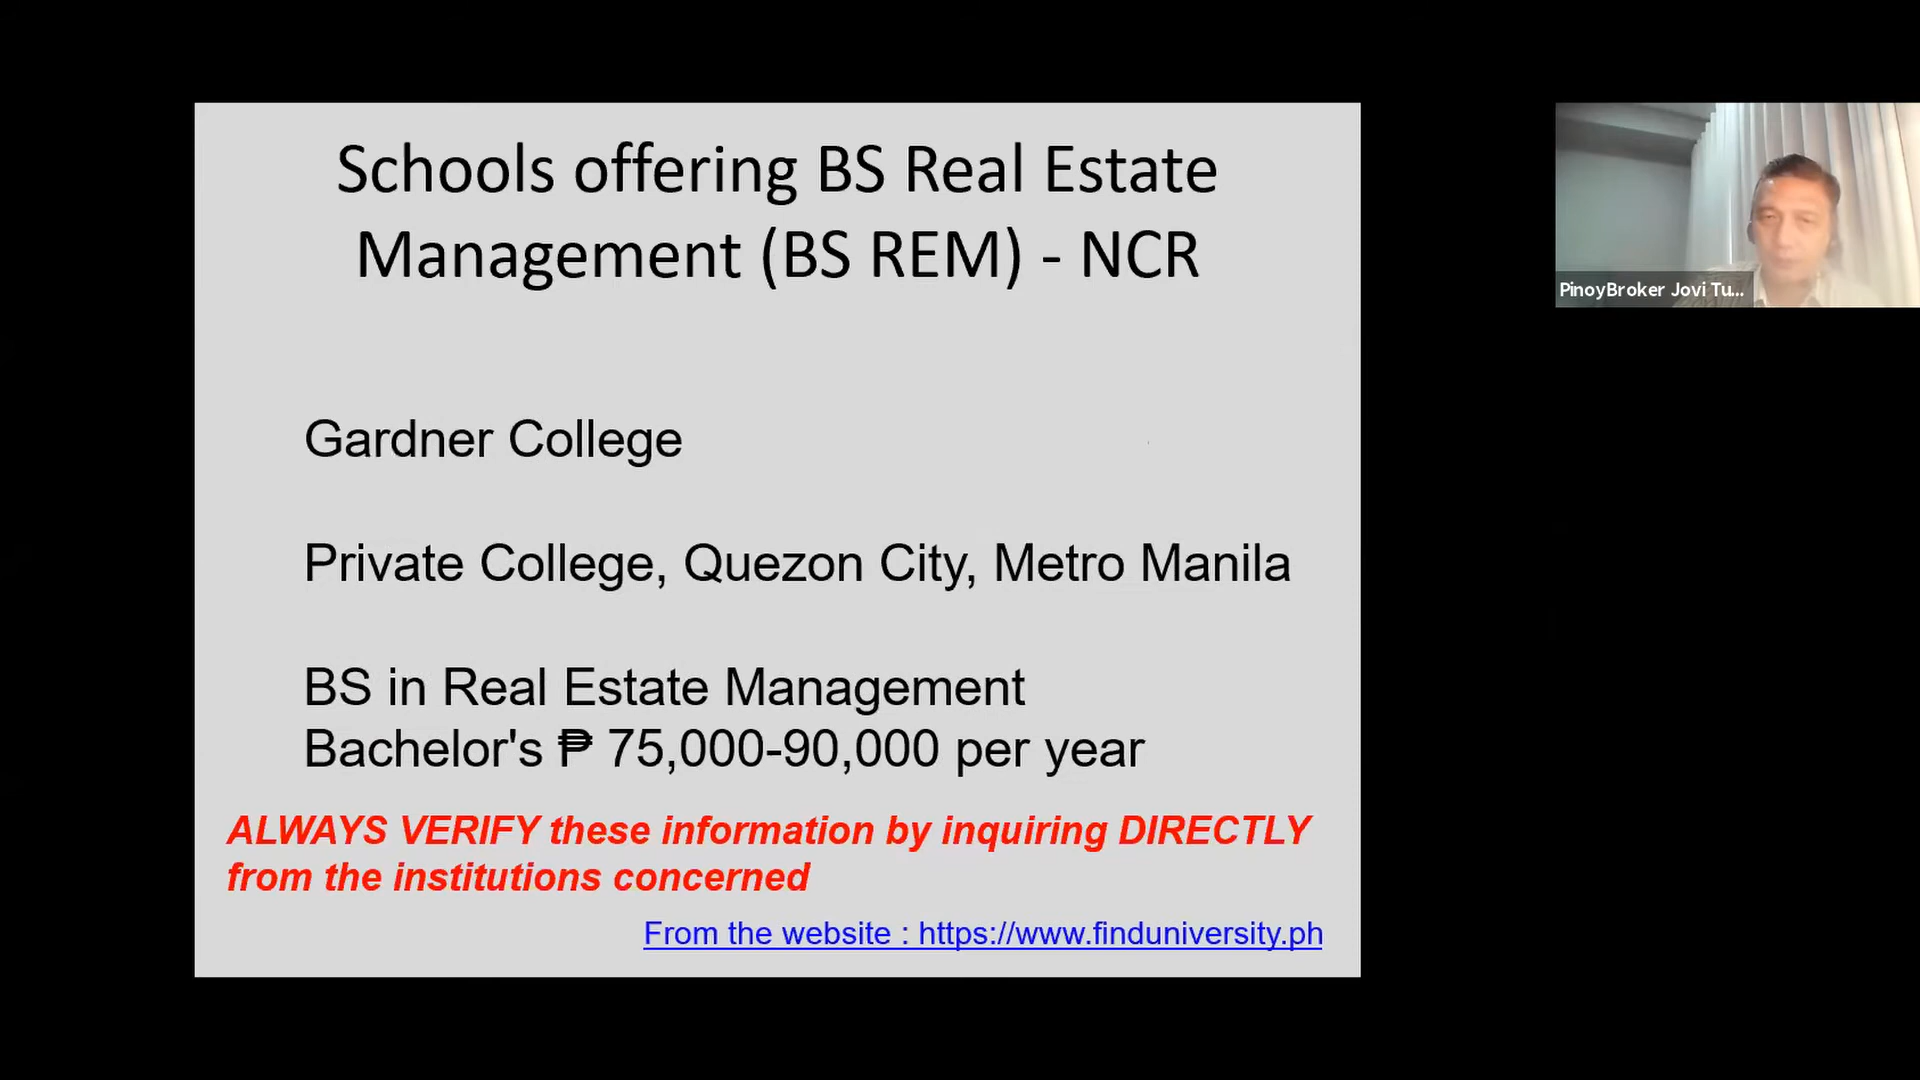 Schools offering BS Real Estate
Management (BS REM) - NCR
Gardner College
Private College, Quezon City, Metro Manila
BS in Real Estate Management
Bachelor's ₱ 75,000-90,000 per year
ALWAYS VERIFY these information by inquiring DIRECTLY
from the institutions concerned
From the website : https://www.finduniversity.ph
PinoyBroker Jovi Tu...